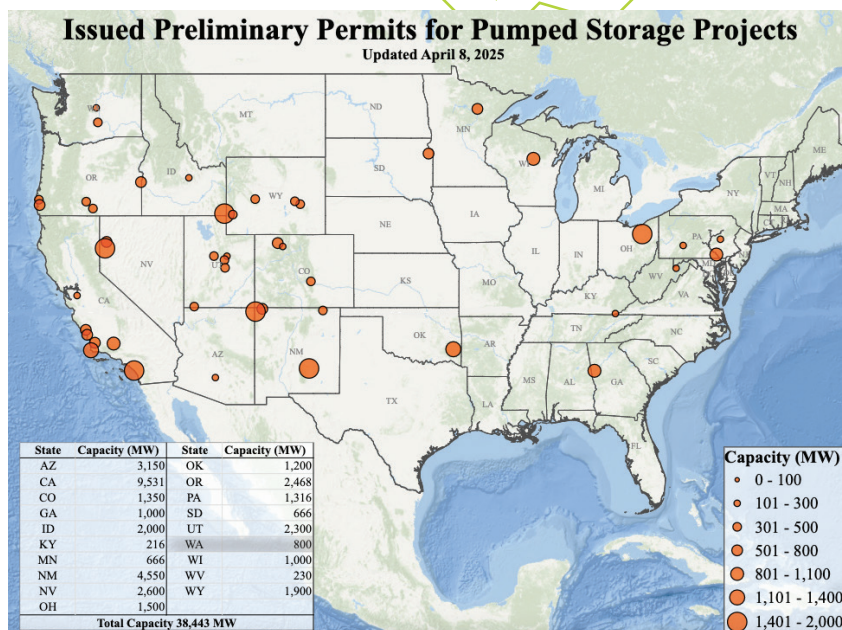 Issued Preliminary Permits for Pumped Storage Projects
Updated April 8, 2025
ME
ND
MT
MN
VT
NH
OR
ID
SD
WI
NY
MA
WY
MI
CT
IA
PA
NE
NV
OH
UT
IL
IN
MD
CA
CO
WV
KS
MO
KY
VA
TN
NC
OK
AZ
NM
AR
SC
MS
AL
GA
TX
LA
FL
State Capacity (MW) State Capacity (MW)
AZ 3,150 OK 1,200
CA 9,531 OR 2,468
CO 1,350 PA 1,316
GA 1,000 SD 666
ID 2,000 UT 2,300
KY 216 WA 800
MN 666 WI 1,000
NM 4,550 WV 230
NV 2,600 WY 1,900
OH 1,500
Total Capacity 38,443 MW
Capacity (MW)
0 - 100
101 - 300
301 - 500
501 - 800
801 - 1,100
1,101 - 1,400
1,401 - 2,000